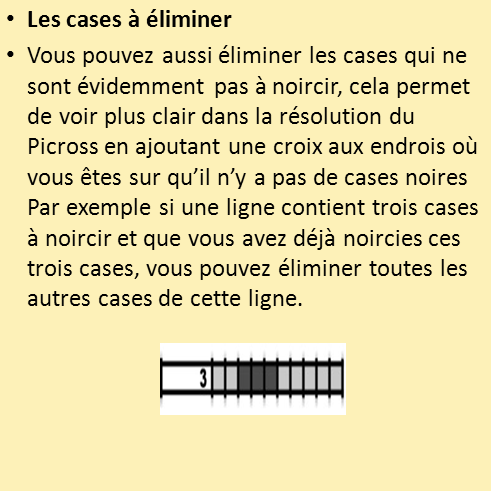 • Les cases à éliminer
• Vous pouvez aussi éliminer les cases qui ne
sont évidemment pas à noircir, cela permet
de voir plus clair dans la résolution du
Picross en ajoutant une croix aux endrois où
vous êtes sur qu’il n’y a pas de cases noires
Par exemple si une ligne contient trois cases
à noircir et que vous avez déjà noircies ces
trois cases, vous pouvez éliminer toutes les
autres cases de cette ligne.
3